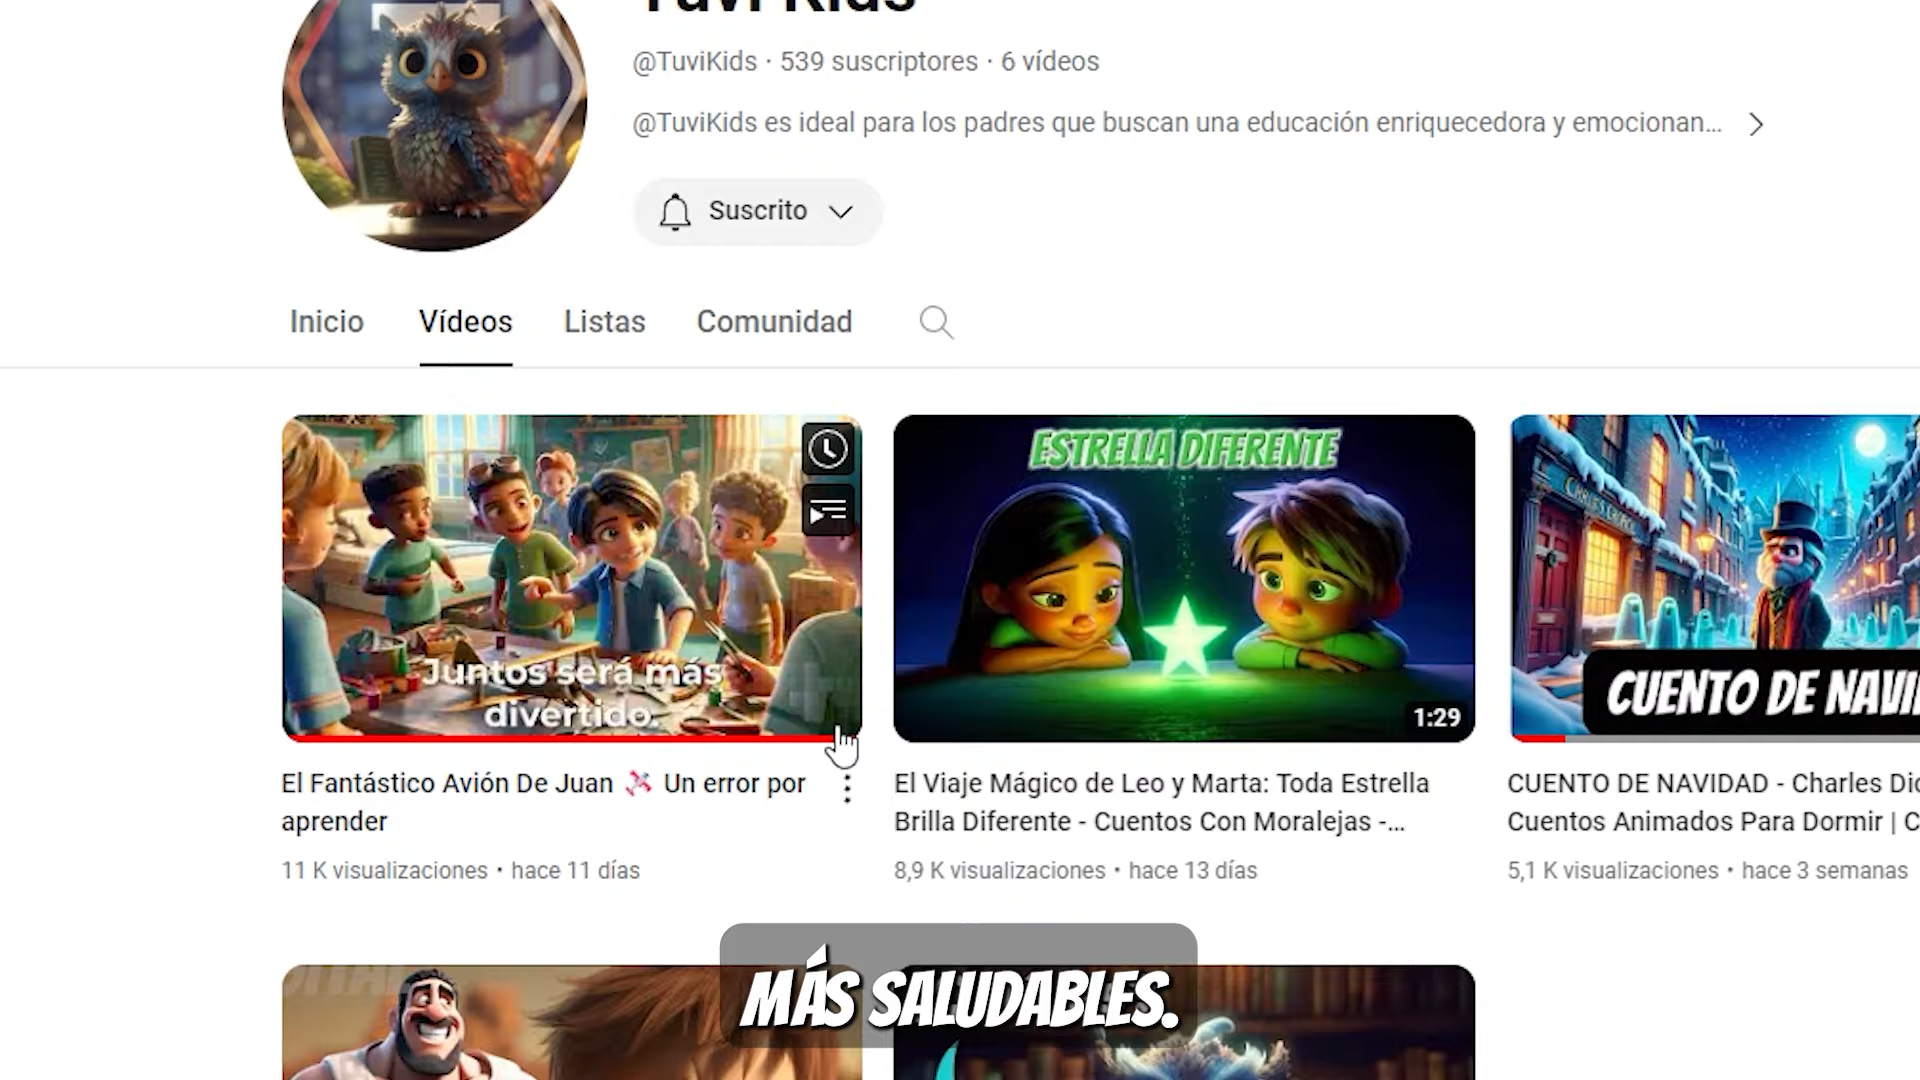 Tuvi Kids
@TuviKids · 539 suscriptores · 6 vídeos
@TuviKids es ideal para los padres que buscan una educación enriquecedora y emocionan...
Suscrito
Inicio Vídeos Listas Comunidad
Juntos será más
divertido.
ESTRELLA DIFERENTE
1:29
CHARLES
CUENTO DE NAVI
El Fantástico Avión De Juan Un error por
aprender
11 K visualizaciones • hace 11 días
El Viaje Mágico de Leo y Marta: Toda Estrella
Brilla Diferente - Cuentos Con Moralejas -...
8,9 K visualizaciones • hace 13 días
CUENTO DE NAVIDAD - Charles Dic
Cuentos Animados Para Dormir | C
5,1 K visualizaciones • hace 3 semanas
MÁS SALUDABLES.